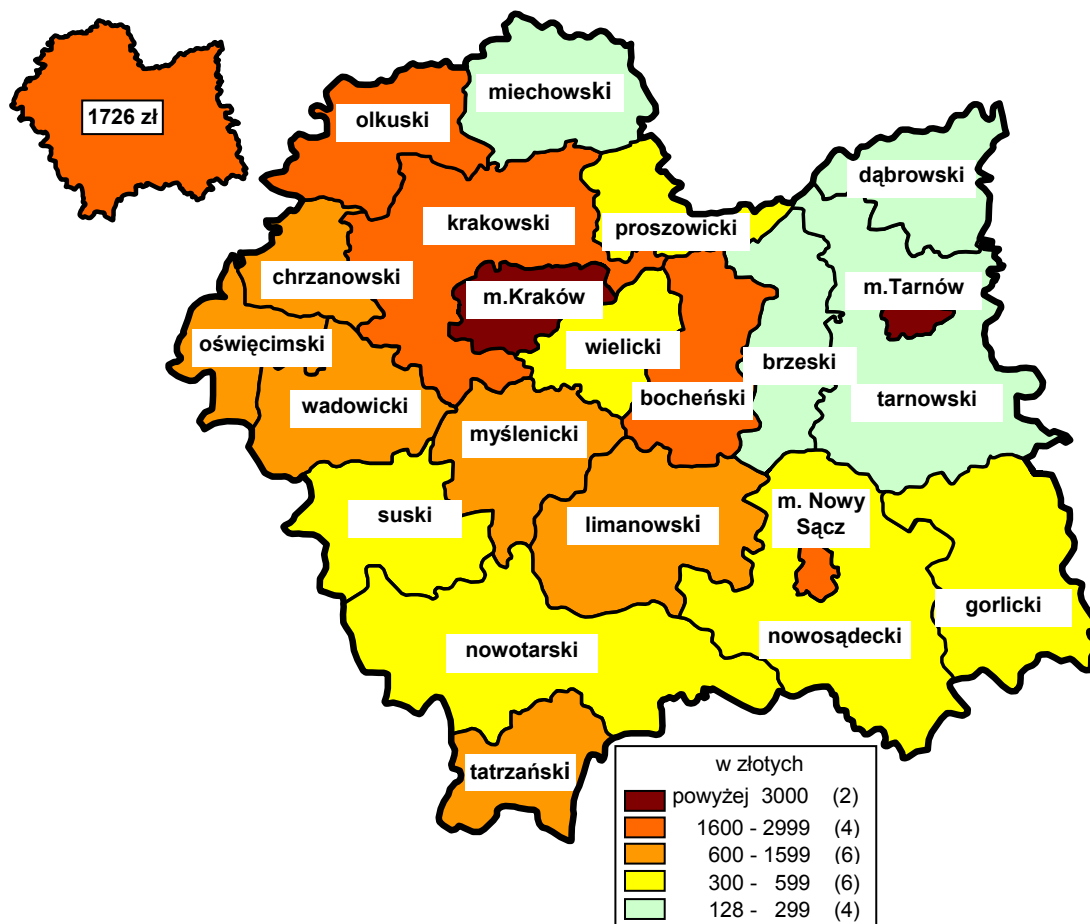 1726 zł
miechowski
olkuski
dąbrowski
krakowski
proszowicki
chrzanowski
m.Kraków
m.Tarnów
oświęcimski
wielicki
brzeski
wadowicki
bocheński
tarnowski
myślenicki
m. Nowy
Sącz
suski
limanowski
gorlicki
nowotarski
nowosądecki
tatrzański
w złotych
powyżej 3000 (2)
1600 - 2999 (4)
600 - 1599 (6)
300 - 599 (6)
128 - 299 (4)